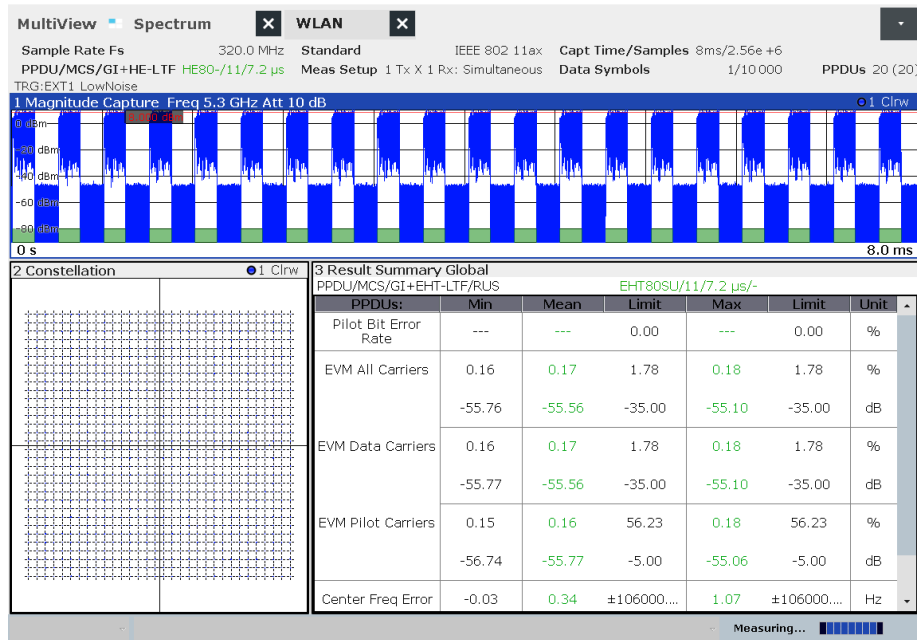 MultiView Spectrum WLAN
Sample Rate Fs 320.0 MHz Standard IEEE 802 11ax Capt Time/Samples 8ms/2.56e +6
PPDU/MCS/GI+HE-LTF HE80-/11/7.2 µs Meas Setup 1 Tx X 1 Rx: Simultaneous Data Symbols 1/10 000 PPDUs 20 (20)
TRG:EXT1 LowNoise
1 Magnitude Capture Freq 5.3 GHz Att 10 dB 1 Clrw
0 dBm
-20 dBm
-40 dBm
-60 dBm
-80 dBm
0 s 8.0 ms
2 Constellation 1 Clrw
3 Result Summary Global
PPDU/MCS/GI+EHT-LTF/RUS EHT80SU/11/7.2 µs/-
PPDUs: Min Mean Limit Max Limit Unit
Pilot Bit Error
Rate
--- --- 0.00 --- 0.00 %
EVM All Carriers 0.16 0.17 1.78 0.18 1.78 %
-55.76 -55.56 -35.00 -55.10 -35.00 dB
EVM Data Carriers 0.16 0.17 1.78 0.18 1.78 %
-55.77 -55.56 -35.00 -55.10 -35.00 dB
EVM Pilot Carriers 0.15 0.16 56.23 0.18 56.23 %
-56.74 -55.77 -5.00 -55.06 -5.00 dB
Center Freq Error -0.03 0.34 ±106000.... 1.07 ±106000.... Hz
Measuring...